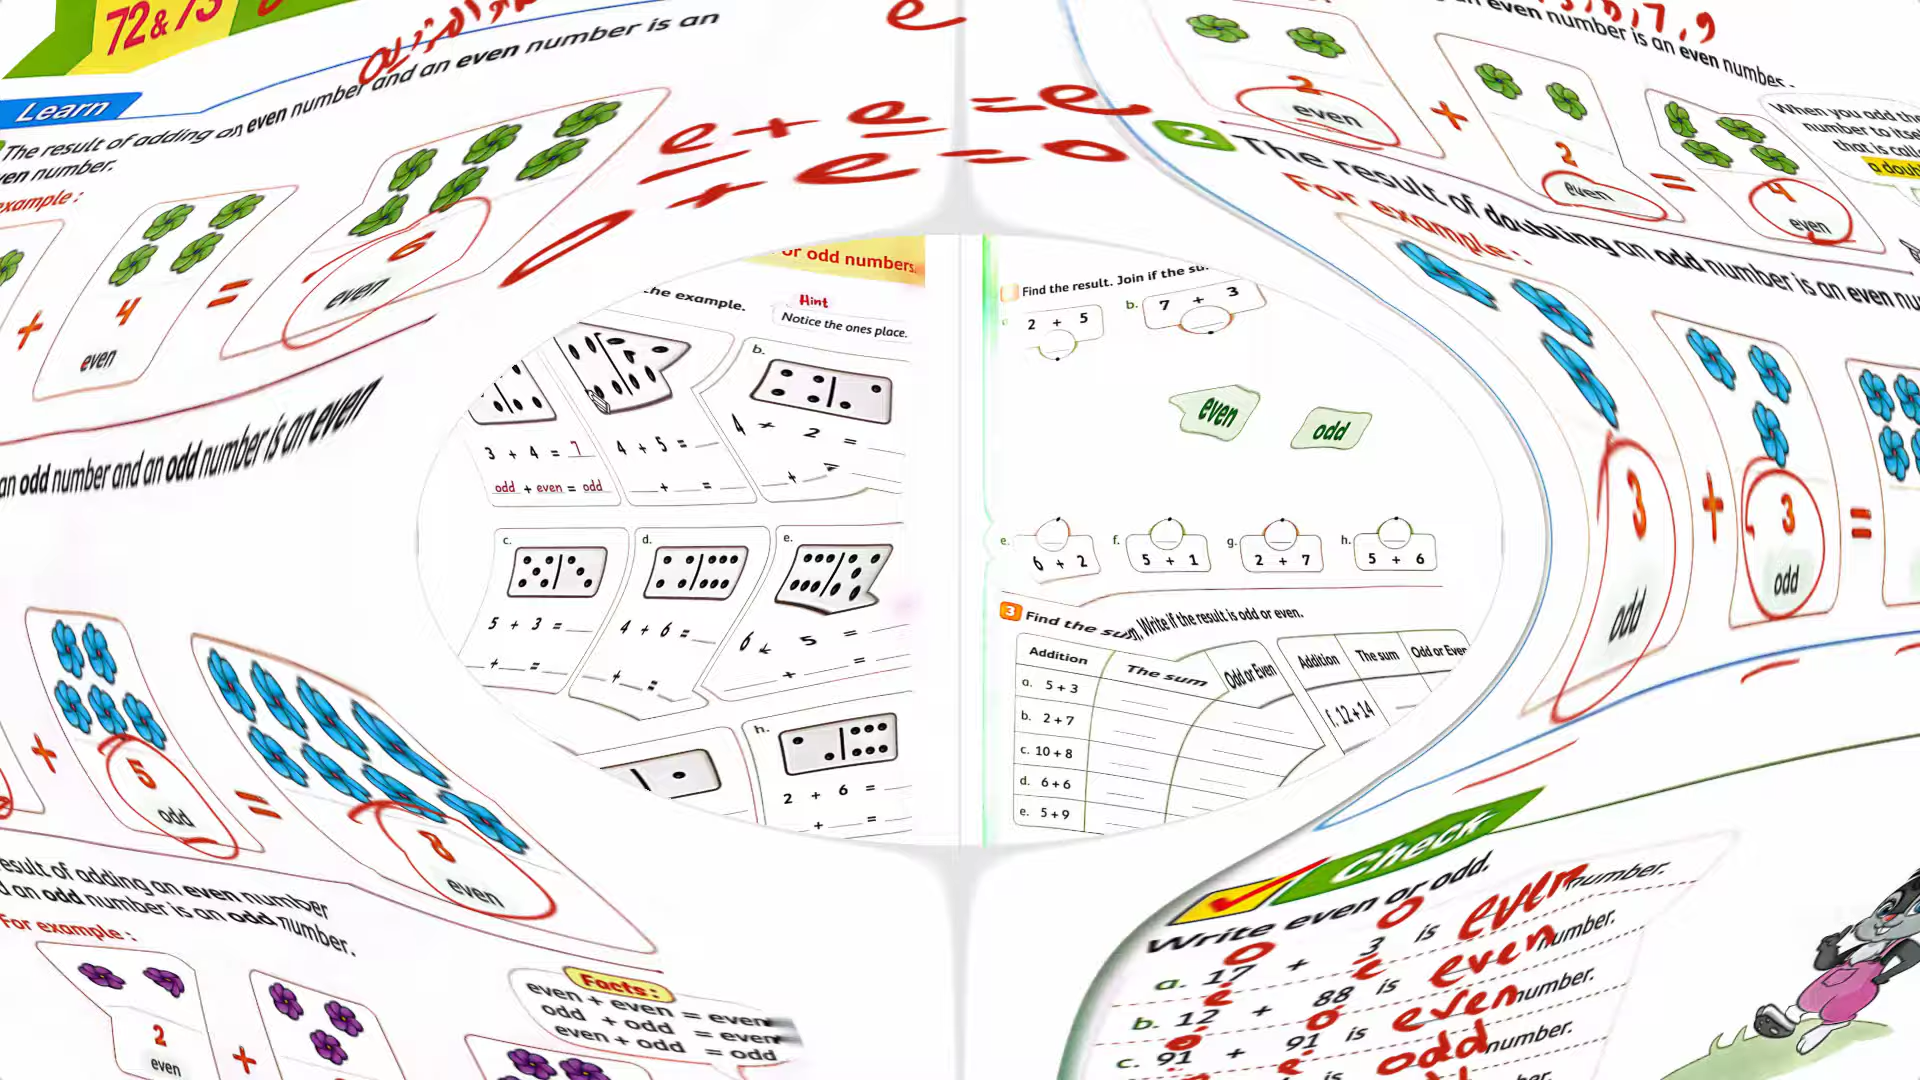 72 & 73
Learn
The result of adding an even number and an even number is an
even number.
example :
+
4
even
=
6
even
e
e + e = e
o + e = o
an odd number and an odd number is an even
+
5
odd
=
8
even
result of adding an even number
an odd number is an odd number.
For example :
2
even
+
Facts :
even + even = even
odd + odd = even
even + odd = odd
or odd numbers.
the example.
Hint
Notice the ones place.
3 + 4 = 7
odd + even = odd
4 + 5 =
+ =
b.
4 + 2 =
+ =
c.
5 + 3 =
+ =
d.
4 + 6 =
+ =
e.
6 + 5 =
+ =
h.
2 + 6 =
+ =
Find the result. Join if the su
2 + 5
b.
7 + 3
even
odd
e.
6 + 2
f.
5 + 1
g.
2 + 7
h.
5 + 6
3 Find the sum. Write if the result is odd or even.
Addition The sum Odd or Even
a. 5 + 3
b. 2 + 7
c. 10 + 8
d. 6 + 6
e. 5 + 9
Addition The sum Odd or Even
f. 12 + 14
7, 9
an even number is an even number.
2
even
+
2
even
=
4
even
When you add the
number to itself
that is called
a double
2 The result of doubling an odd number is an even nu
For example :
3
odd
+
3
odd
=
Check
Write even or odd.
a. 17 + 3 is even number.
b. 12 + 88 is even number.
c. 91 + 91 is even number.
is odd number.